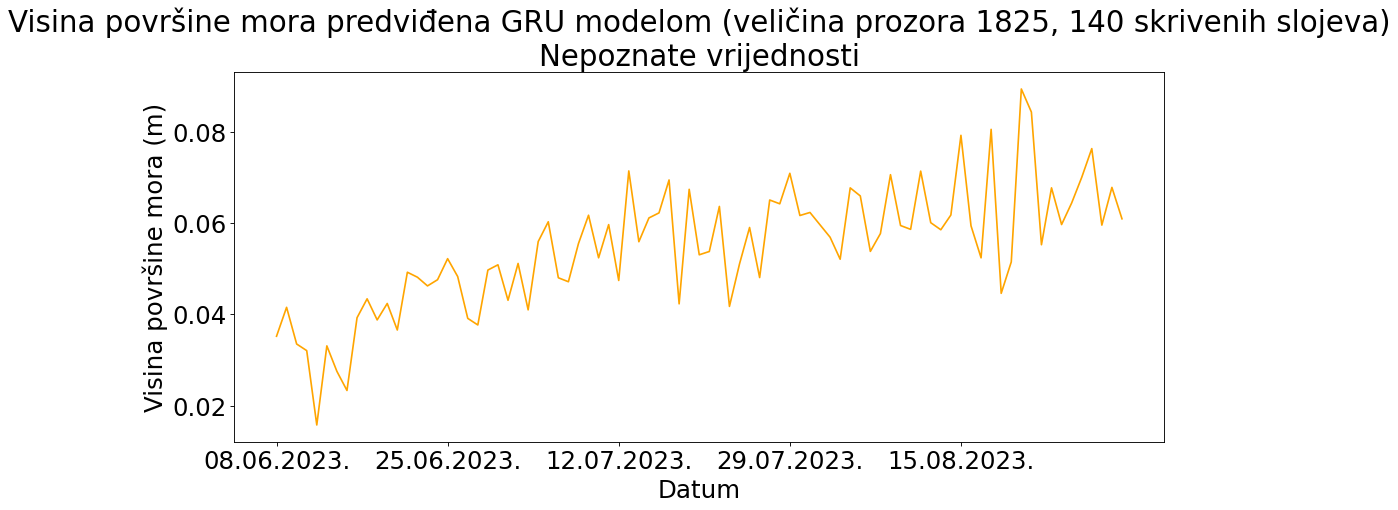 Visina površine mora predviđena GRU modelom (veličina prozora 1825, 140 skrivenih slojeva)
Nepoznate vrijednosti
Visina površine mora (m)
0.08
0.06
0.04
0.02
08.06.2023. 25.06.2023. 12.07.2023. 29.07.2023. 15.08.2023.
Datum